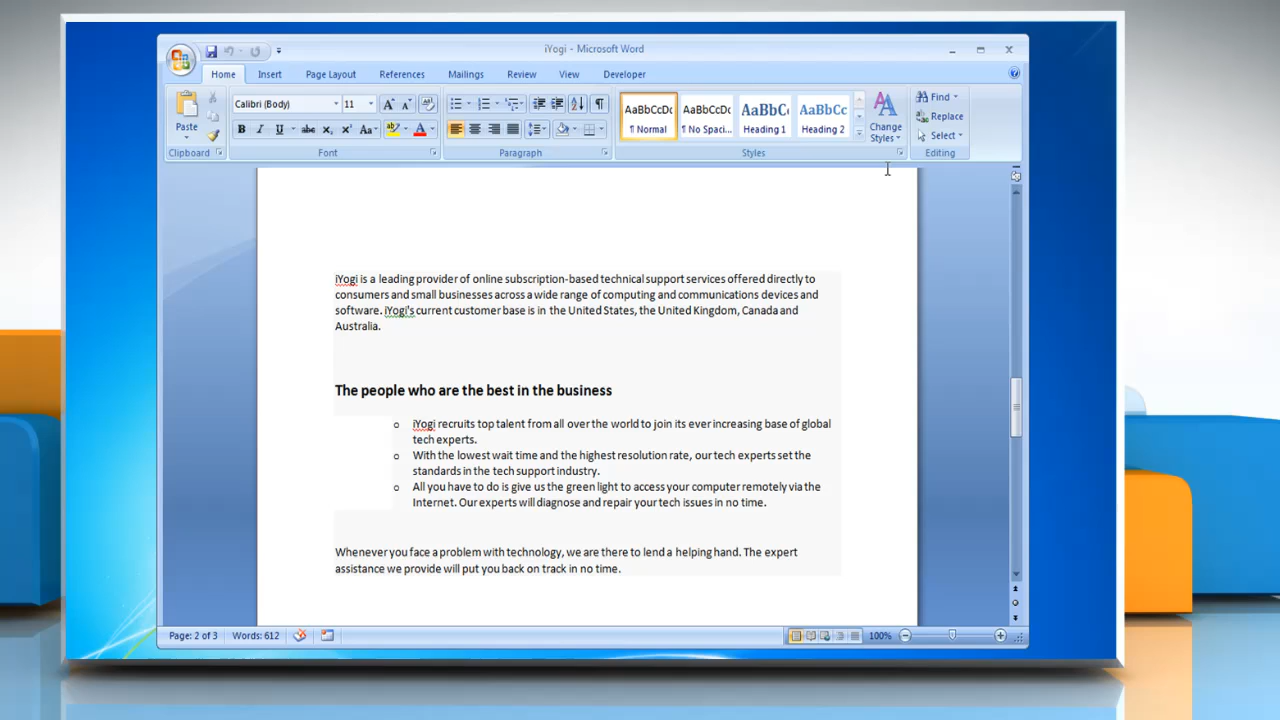 iYogi - Microsoft Word
Home Insert Page Layout References Mailings Review View Developer
Paste
Calibri (Body) 11
AaBbCcDc AaBbCcDc AaBbC AaBbCc
¶ Normal ¶ No Spaci... Heading 1 Heading 2
Change
Styles
Find
Replace
Select
Clipboard Font Paragraph Styles Editing
iYogi is a leading provider of online subscription-based technical support services offered directly to
consumers and small businesses across a wide range of computing and communications devices and
software. iYogi's current customer base is in the United States, the United Kingdom, Canada and
Australia.
The people who are the best in the business
o iYogi recruits top talent from all over the world to join its ever increasing base of global
tech experts.
o With the lowest wait time and the highest resolution rate, our tech experts set the
standards in the tech support industry.
o All you have to do is give us the green light to access your computer remotely via the
Internet. Our experts will diagnose and repair your tech issues in no time.
Whenever you face a problem with technology, we are there to lend a helping hand. The expert
assistance we provide will put you back on track in no time.
Page: 2 of 3 Words: 612 100%